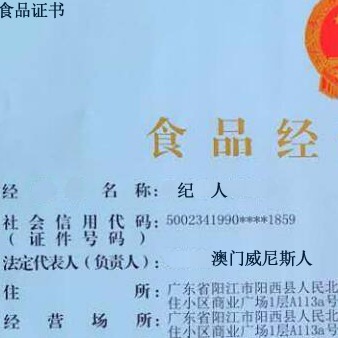 食品证书
食品经
经 名 称： 纪 人
社会信用代码：
（证件号码）
5002341990****1859
法定代表人（负责人）： 澳门威尼斯人
住 所： 广东省阳江市阳西县人民北
住小区商业广场1层A113a号
经 营 场 所： 广东省阳江市阳西县人民北
住小区商业广场1层A113a号